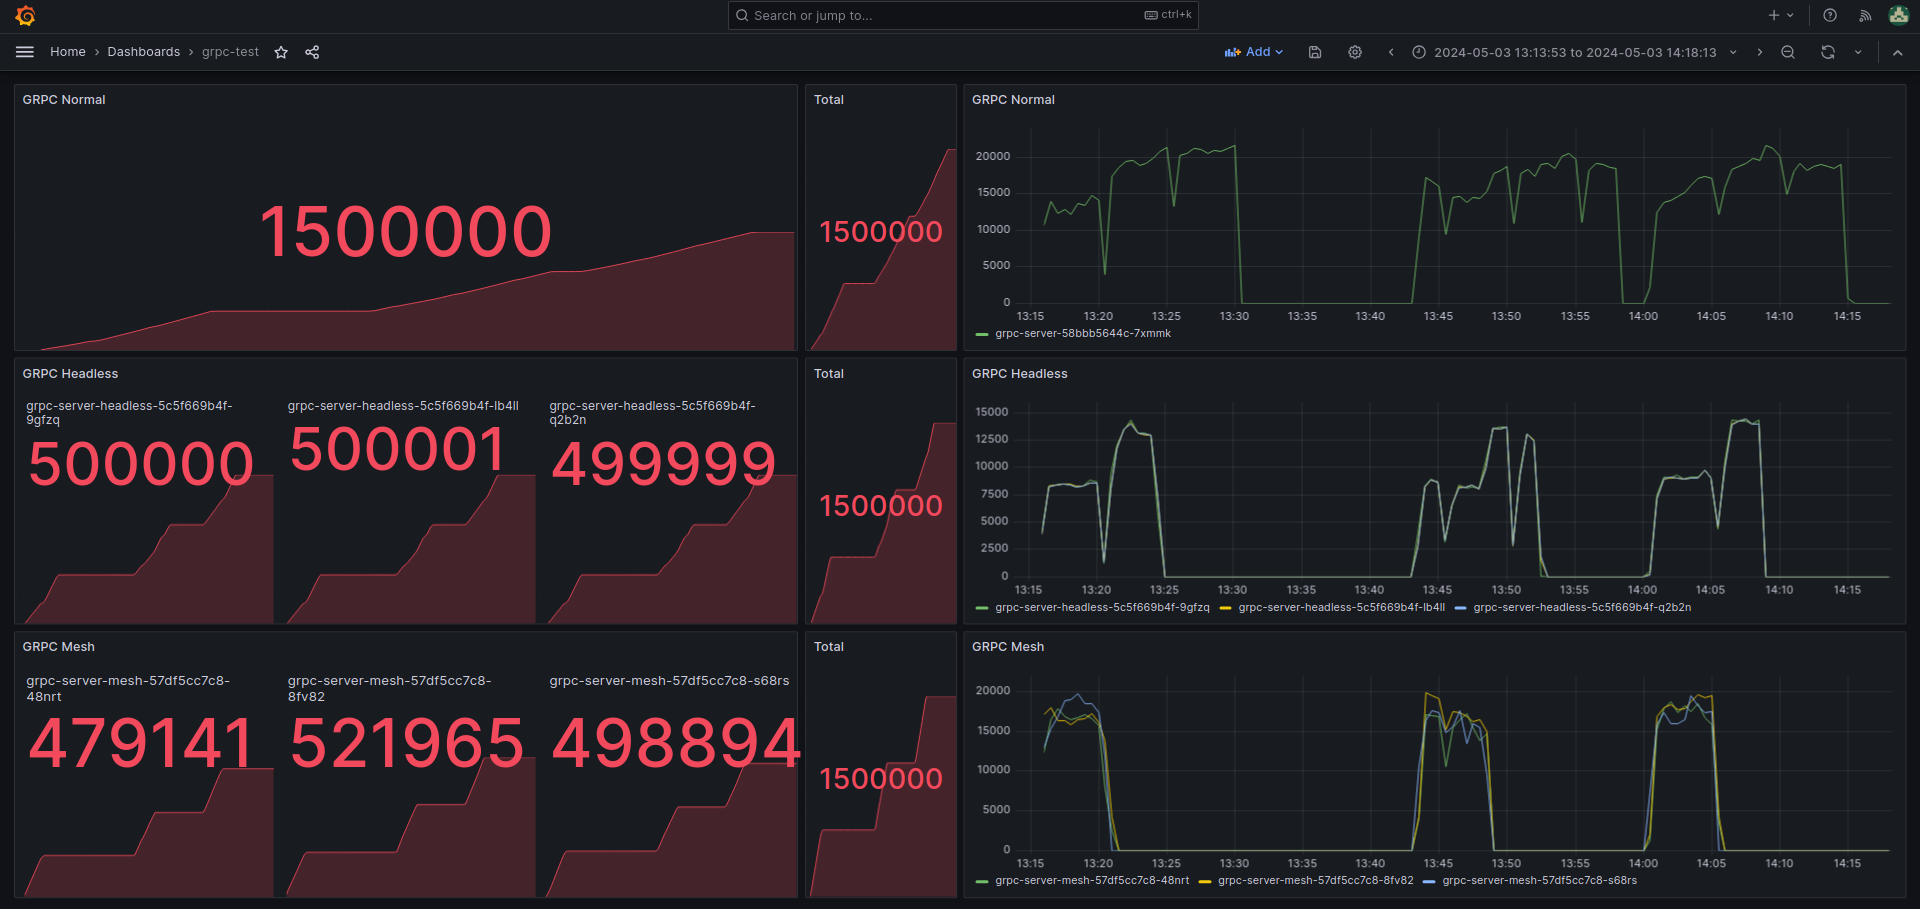 Search or jump to...
ctrl+k
Home › Dashboards › grpc-test
Add
2024-05-03 13:13:53 to 2024-05-03 14:18:13
GRPC Normal
1500000
Total
1500000
GRPC Normal
20000
15000
10000
5000
0
13:15 13:20 13:25 13:30 13:35 13:40 13:45 13:50 13:55 14:00 14:05 14:10 14:15
grpc-server-58bbb5644c-7xmmk
GRPC Headless
grpc-server-headless-5c5f669b4f-
9gfzq
500000
grpc-server-headless-5c5f669b4f-lb4ll
500001
grpc-server-headless-5c5f669b4f-
q2b2n
499999
Total
1500000
GRPC Headless
15000
12500
10000
7500
5000
2500
0
13:15 13:20 13:25 13:30 13:35 13:40 13:45 13:50 13:55 14:00 14:05 14:10 14:15
grpc-server-headless-5c5f669b4f-9gfzq grpc-server-headless-5c5f669b4f-lb4ll grpc-server-headless-5c5f669b4f-q2b2n
GRPC Mesh
grpc-server-mesh-57df5cc7c8-
48nrt
479141
grpc-server-mesh-57df5cc7c8-
8fv82
521965
grpc-server-mesh-57df5cc7c8-s68rs
498894
Total
1500000
GRPC Mesh
20000
15000
10000
5000
0
13:15 13:20 13:25 13:30 13:35 13:40 13:45 13:50 13:55 14:00 14:05 14:10 14:15
grpc-server-mesh-57df5cc7c8-48nrt grpc-server-mesh-57df5cc7c8-8fv82 grpc-server-mesh-57df5cc7c8-s68rs